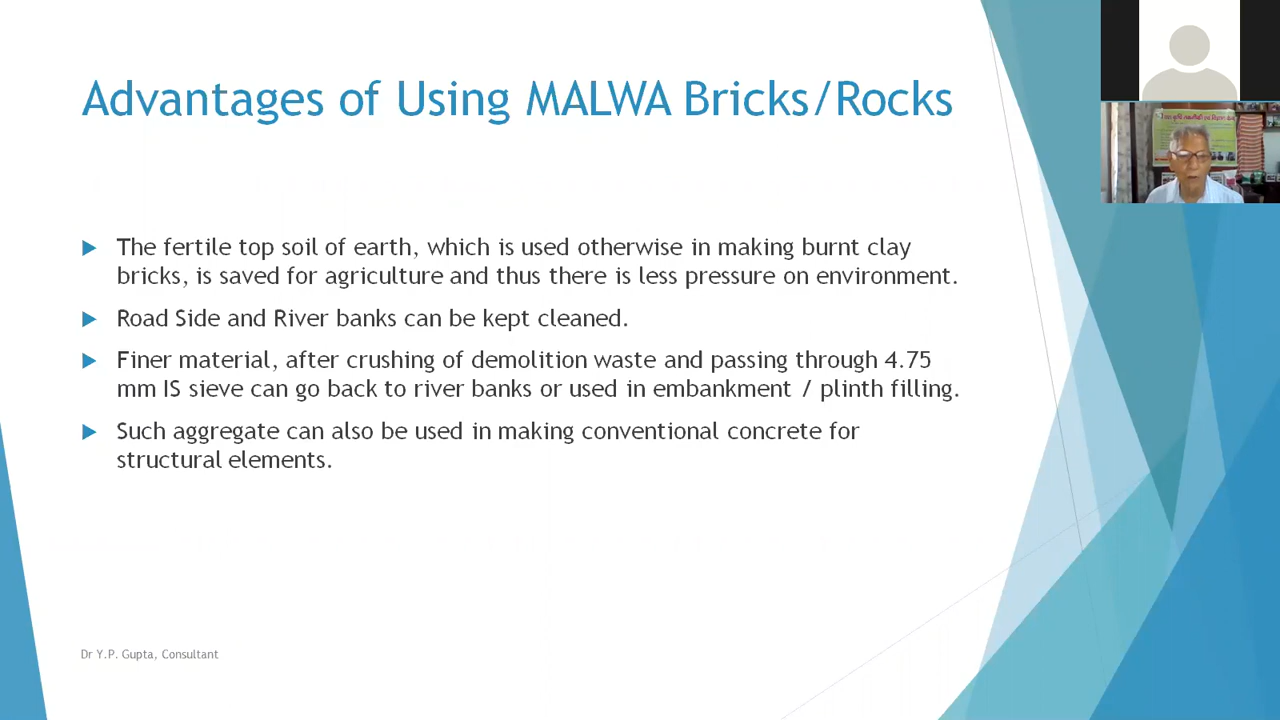 Advantages of Using MALWA Bricks/Rocks
The fertile top soil of earth, which is used otherwise in making burnt clay
bricks, is saved for agriculture and thus there is less pressure on environment.
Road Side and River banks can be kept cleaned.
Finer material, after crushing of demolition waste and passing through 4.75
mm IS sieve can go back to river banks or used in embankment / plinth filling.
Such aggregate can also be used in making conventional concrete for
structural elements.
Dr Y.P. Gupta, Consultant